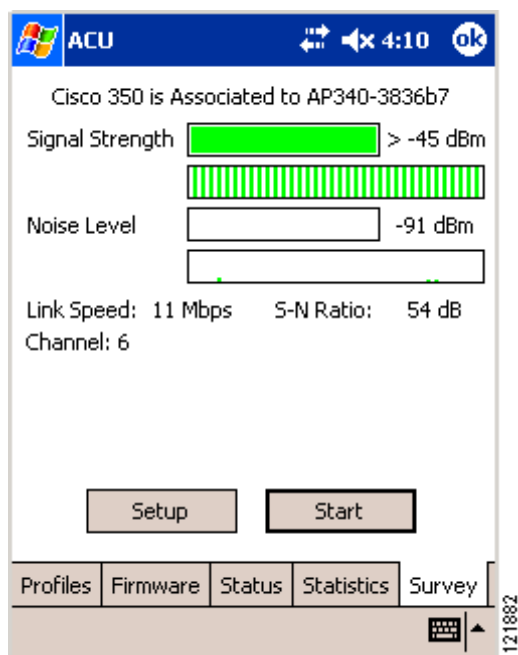 ACU 4:10 ok
Cisco 350 is Associated to AP340-3836b7
Signal Strength > -45 dBm
Noise Level -91 dBm
Link Speed: 11 Mbps S-N Ratio: 54 dB
Channel: 6
Setup Start
Profiles Firmware Status Statistics Survey
121882